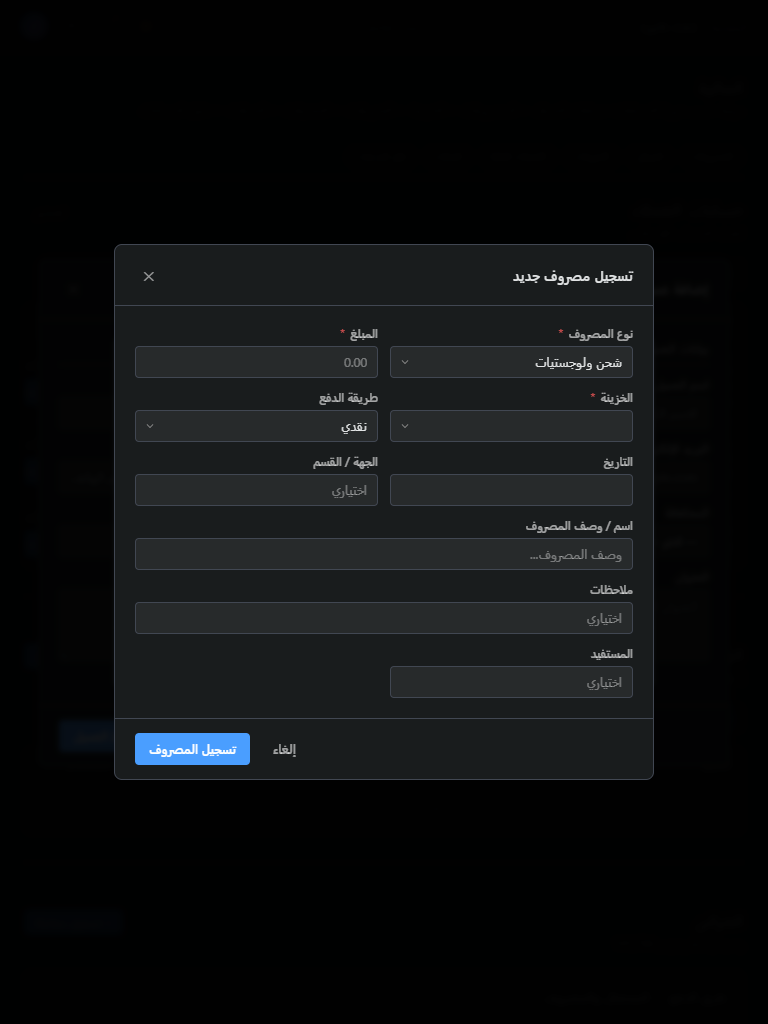 تسجيل مصروف جديد
نوع المصروف *
المبلغ *
شحن ولوجستيات
0.00
الخزينة *
طريقة الدفع
نقدي
التاريخ
الجهة / القسم
اختياري
اسم / وصف المصروف
وصف المصروف...
ملاحظات
اختياري
المستفيد
اختياري
إلغاء
تسجيل المصروف